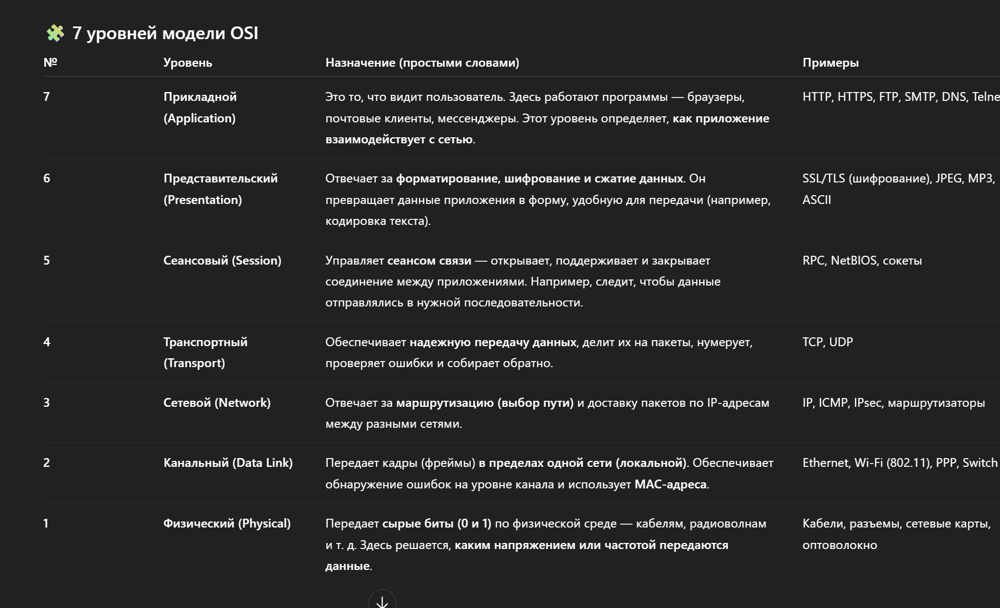 7 уровней модели OSI
№ Уровень Назначение (простыми словами) Примеры
7 Прикладной Это то, что видит пользователь. Здесь работают программы — браузеры, HTTP, HTTPS, FTP, SMTP, DNS, Telne
(Application) почтовые клиенты, мессенджеры. Этот уровень определяет, как приложение
взаимодействует с сетью.
6 Представительский Отвечает за форматирование, шифрование и сжатие данных. Он SSL/TLS (шифрование), JPEG, MP3,
(Presentation) превращает данные приложения в форму, удобную для передачи (например, ASCII
кодировка текста).
5 Сеансовый (Session) Управляет сеансом связи — открывает, поддерживает и закрывает RPC, NetBIOS, сокеты
соединение между приложениями. Например, следит, чтобы данные
отправлялись в нужной последовательности.
4 Транспортный Обеспечивает надежную передачу данных, делит их на пакеты, нумерует, TCP, UDP
(Transport) проверяет ошибки и собирает обратно.
3 Сетевой (Network) Отвечает за маршрутизацию (выбор пути) и доставку пакетов по IP-адресам IP, ICMP, IPsec, маршрутизаторы
между разными сетями.
2 Канальный (Data Link) Передает кадры (фреймы) в пределах одной сети (локальной). Обеспечивает Ethernet, Wi-Fi (802.11), PPP, Switch
обнаружение ошибок на уровне канала и использует MAC-адреса.
1 Физический (Physical) Передает сырые биты (0 и 1) по физической среде — кабелям, радиоволнам Кабели, разъемы, сетевые карты,
и т. д. Здесь решается, каким напряжением или частотой передаются оптоволокно
данные.